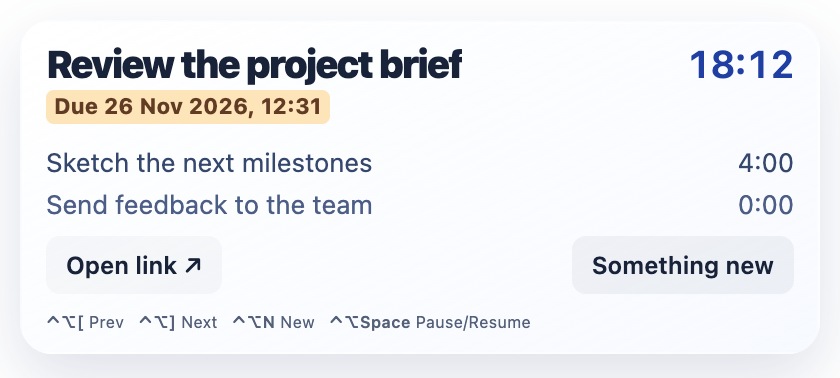 Review the project brief 18:12
Due 26 Nov 2026, 12:31
Sketch the next milestones 4:00
Send feedback to the team 0:00
Open link ↗ Something new
⌃⌥[ Prev ⌃⌥] Next ⌃⌥N New ⌃⌥Space Pause/Resume